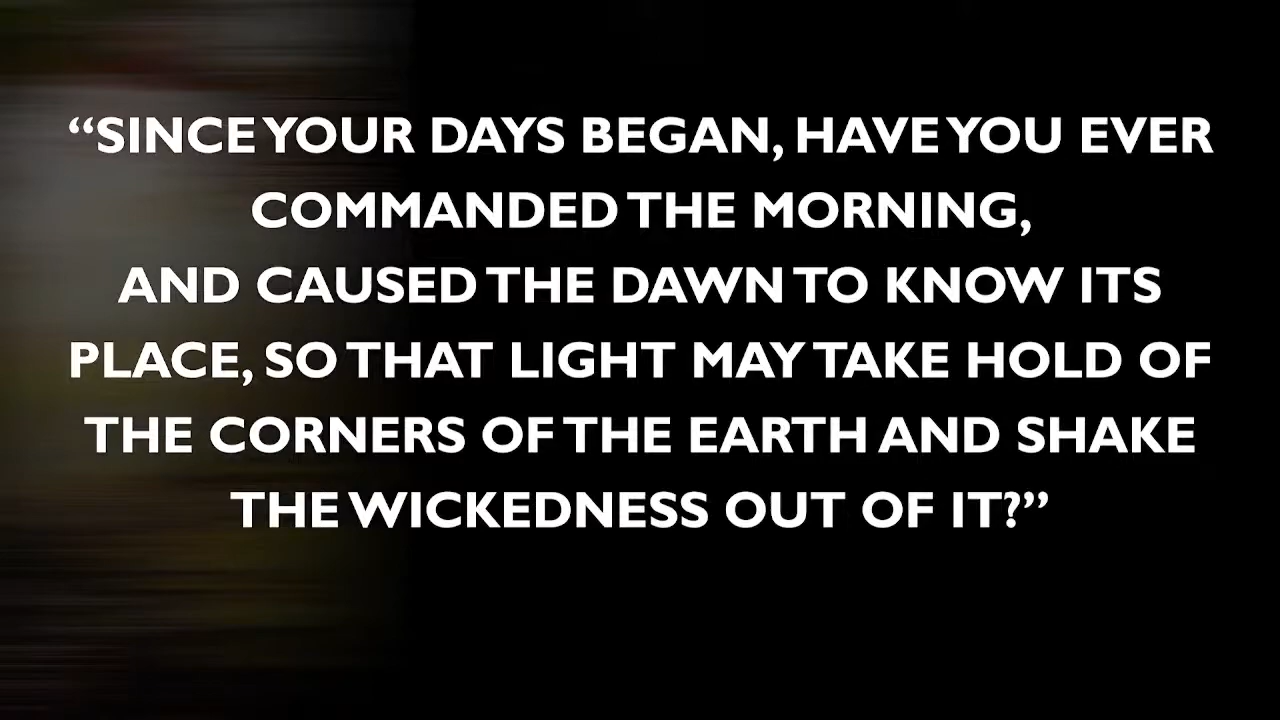 “SINCE YOUR DAYS BEGAN, HAVE YOU EVER
COMMANDED THE MORNING,
AND CAUSED THE DAWN TO KNOW ITS
PLACE, SO THAT LIGHT MAY TAKE HOLD OF
THE CORNERS OF THE EARTH AND SHAKE
THE WICKEDNESS OUT OF IT?”